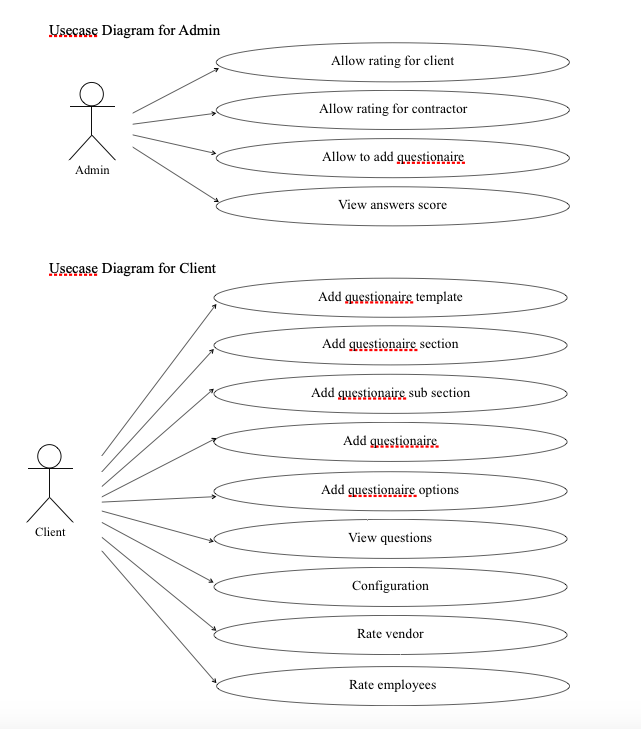 Usecase Diagram for Admin
Allow rating for client
Allow rating for contractor
Allow to add questionaire
View answers score
Admin
Usecase Diagram for Client
Add questionaire template
Add questionaire section
Add questionaire sub section
Add questionaire
Add questionaire options
View questions
Configuration
Rate vendor
Rate employees
Client